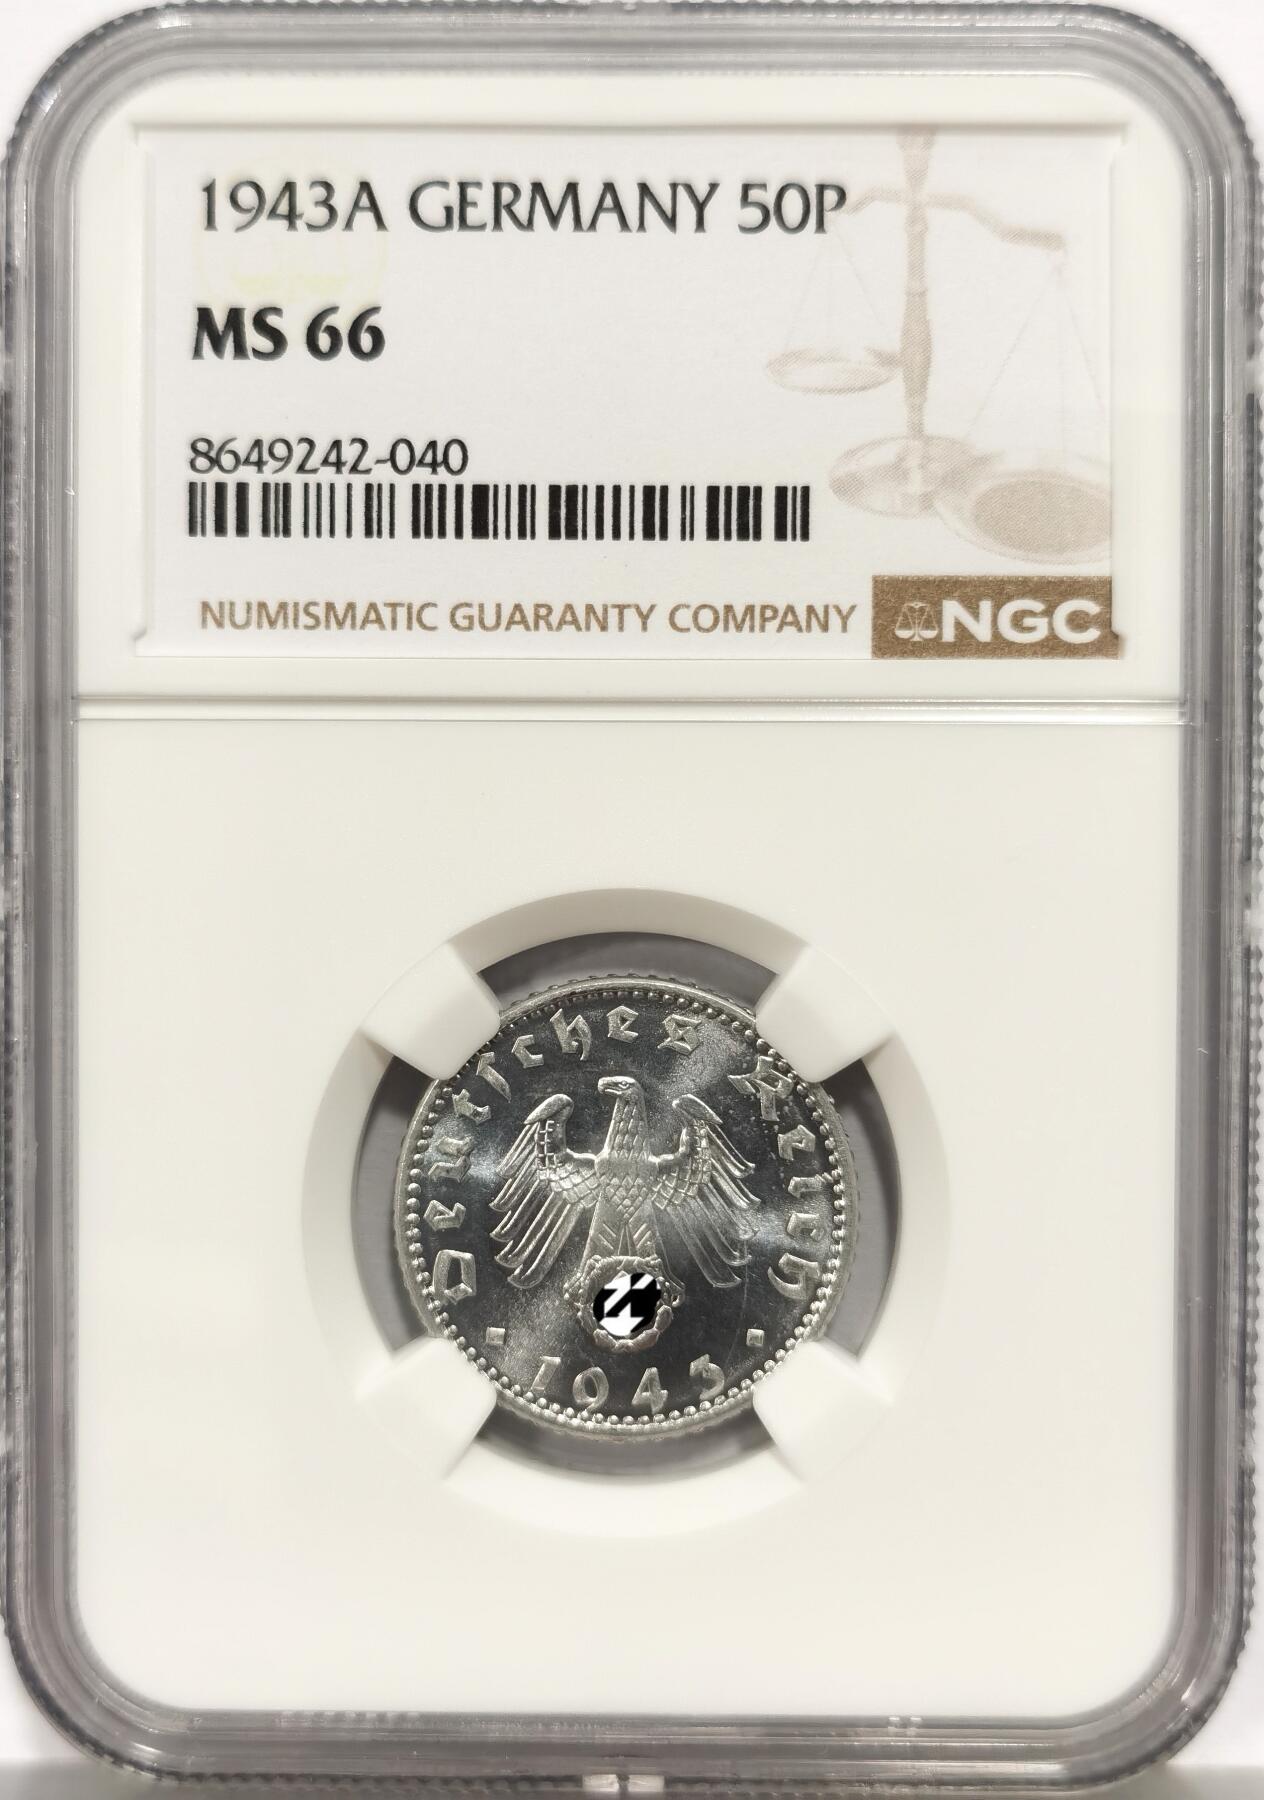 1943A GERMANY 50P
MS 66
8649242-040
NUMISMATIC GUARANTY COMPANY
NGC
Deutsches Reich
1943